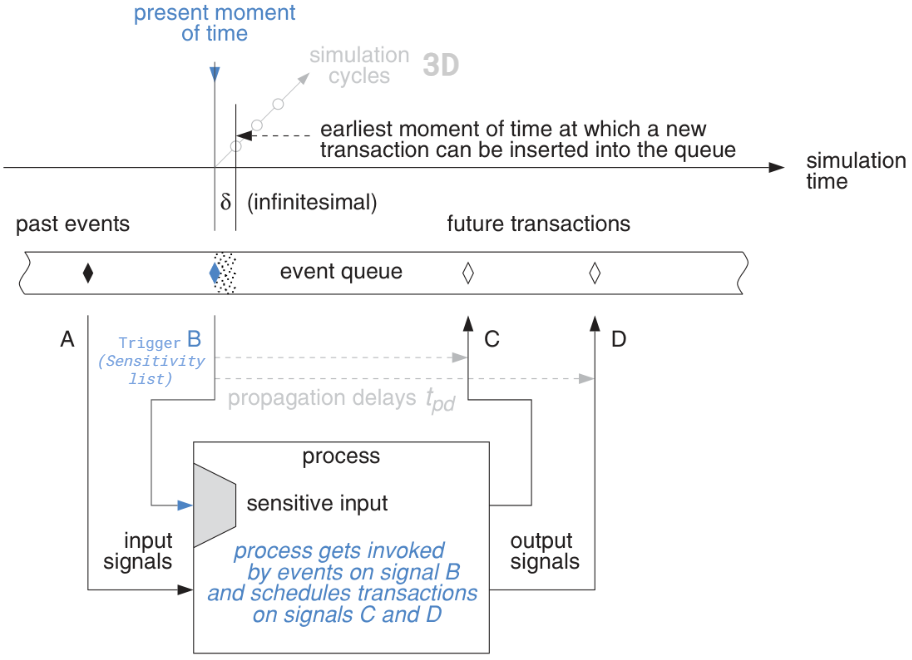 present moment
of time
simulation
cycles 3D
earliest moment of time at which a new
transaction can be inserted into the queue
simulation
time
δ (infinitesimal)
past events
future transactions
event queue
A
Trigger B
(Sensitivity
list)
C
D
propagation delays tpd
process
sensitive input
input
signals
process gets invoked
by events on signal B
and schedules transactions
on signals C and D
output
signals